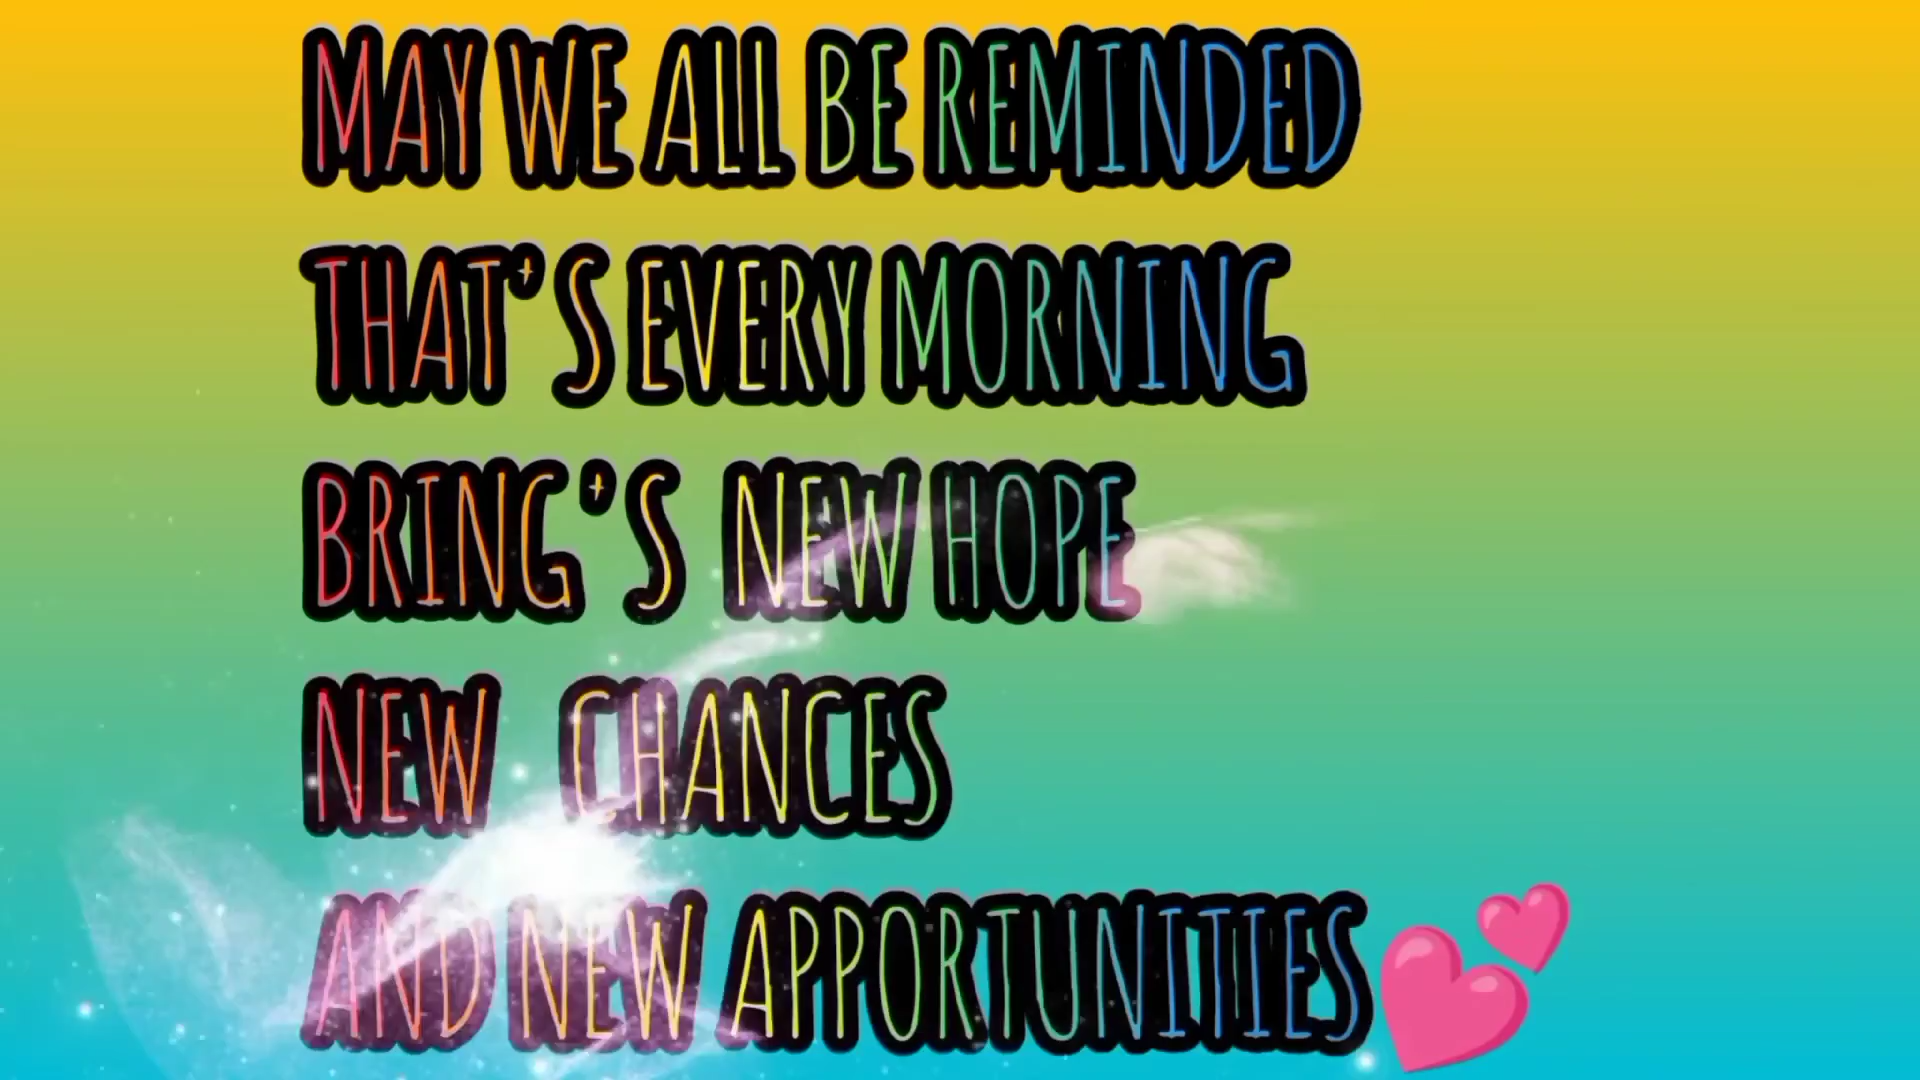 MAY WE ALL BE REMINDED
THAT'S EVERY MORNING
BRING'S NEW HOPE
NEW CHANCES
AND NEW APPORTUNITIES💕